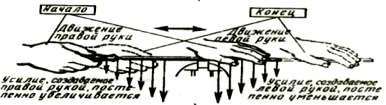 Начало
Конец
Движение
правой руки
Движение
левой руки
Усилие, создаваемое
правой рукой, посте-
пенно увеличивается
Усилие, создаваемое
левой рукой, посте-
пенно уменьшается